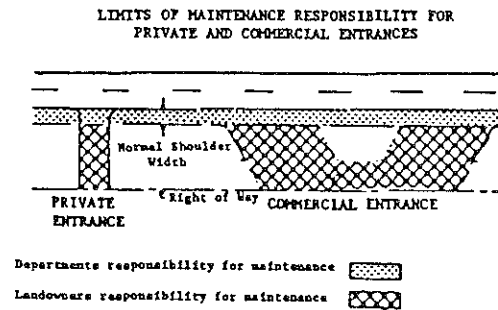 LIMITS OF MAINTENANCE RESPONSIBILITY FOR
PRIVATE AND COMMERCIAL ENTRANCES
Normal Shoulder
Width
Right of Way
PRIVATE
ENTRANCE
COMMERCIAL ENTRANCE
Departments responsibility for maintenance
Landowners responsibility for maintenance